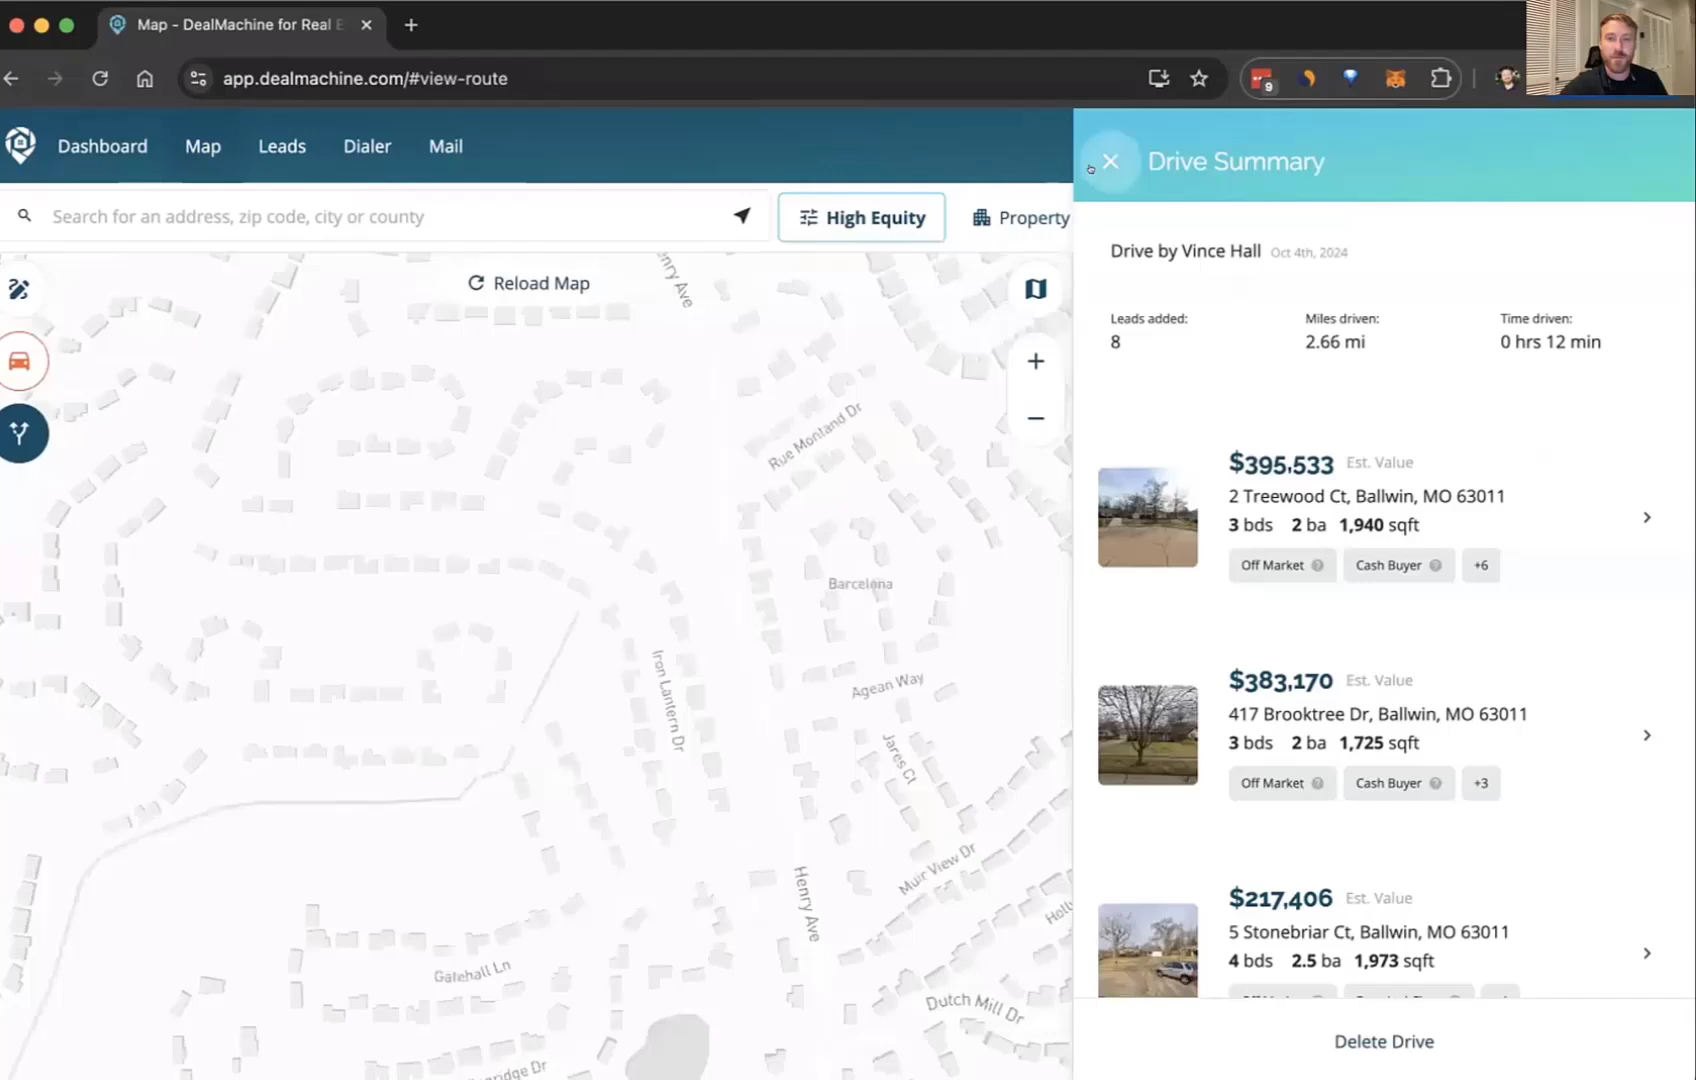 Map - DealMachine for Real E
app.dealmachine.com/#view-route
9
Dashboard
Map
Leads
Dialer
Mail
Drive Summary
Search for an address, zip code, city or county
High Equity
Property
Reload Map
Drive by Vince Hall Oct 4th, 2024
Leads added:
8
Miles driven:
2.66 mi
Time driven:
0 hrs 12 min
$395,533 Est. Value
2 Treewood Ct, Ballwin, MO 63011
3 bds 2 ba 1,940 sqft
Off Market
Cash Buyer
+6
$383,170 Est. Value
417 Brooktree Dr, Ballwin, MO 63011
3 bds 2 ba 1,725 sqft
Off Market
Cash Buyer
+3
$217,406 Est. Value
5 Stonebriar Ct, Ballwin, MO 63011
4 bds 2.5 ba 1,973 sqft
Delete Drive
enry Ave
Rue Montand Dr
Barcelona
Iron Lantern Dr
Agean Way
Jares Ct
Muir View Dr
Henry Ave
Holl
Gatehall Ln
Dutch Mill Dr
ridge Dr